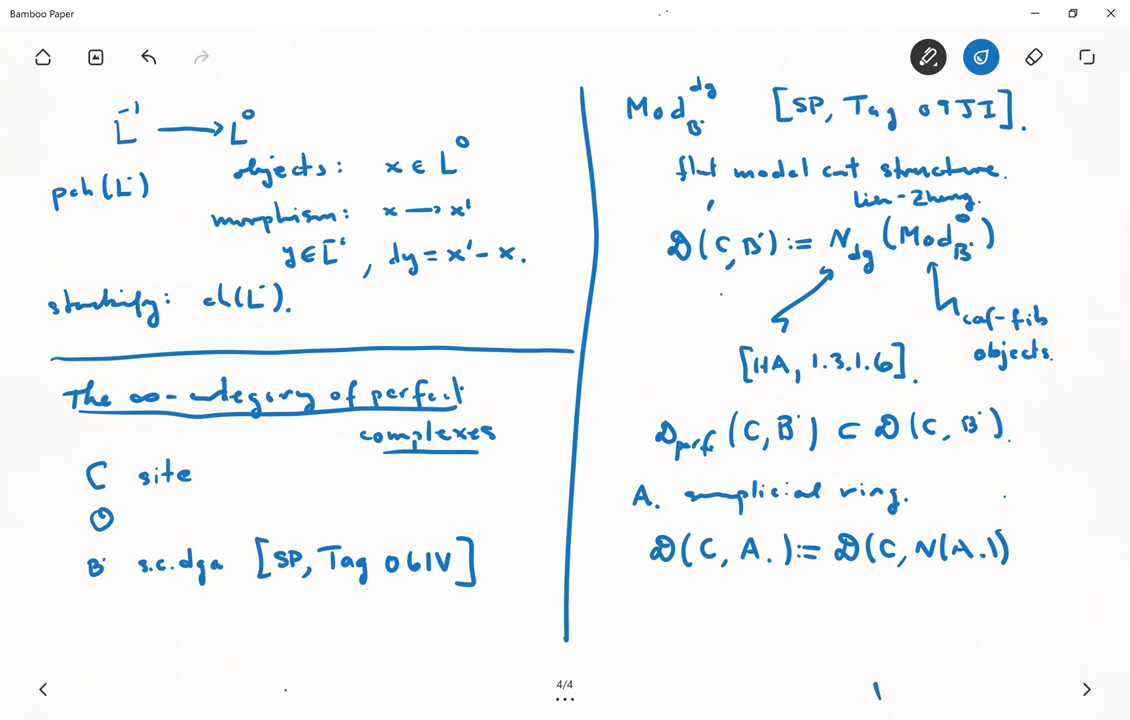 Bamboo Paper
L⁻¹ ⟶ L⁰
pch(L˙)
objects: x ∈ L⁰
morphism: x → x'
y ∈ L⁻¹, dy = x' - x.
stackify: ch(L˙).
The ∞-category of perfect
complexes
C site
O
B˙ s.c.dga [SP, Tag 061V]
Mod^dg_B˙ [SP, Tag 09JI].
flat model cat structure.
Lien-Zheng.
𝒟(C, B˙) := N_dg (Mod°_B˙)
cof-fib
objects.
[HA, 1.3.1.6].
𝒟_perf (C, B˙) ⊂ 𝒟(C, B˙).
A. simplicial ring.
𝒟(C, A.) := 𝒟(C, N(A.))
4/4